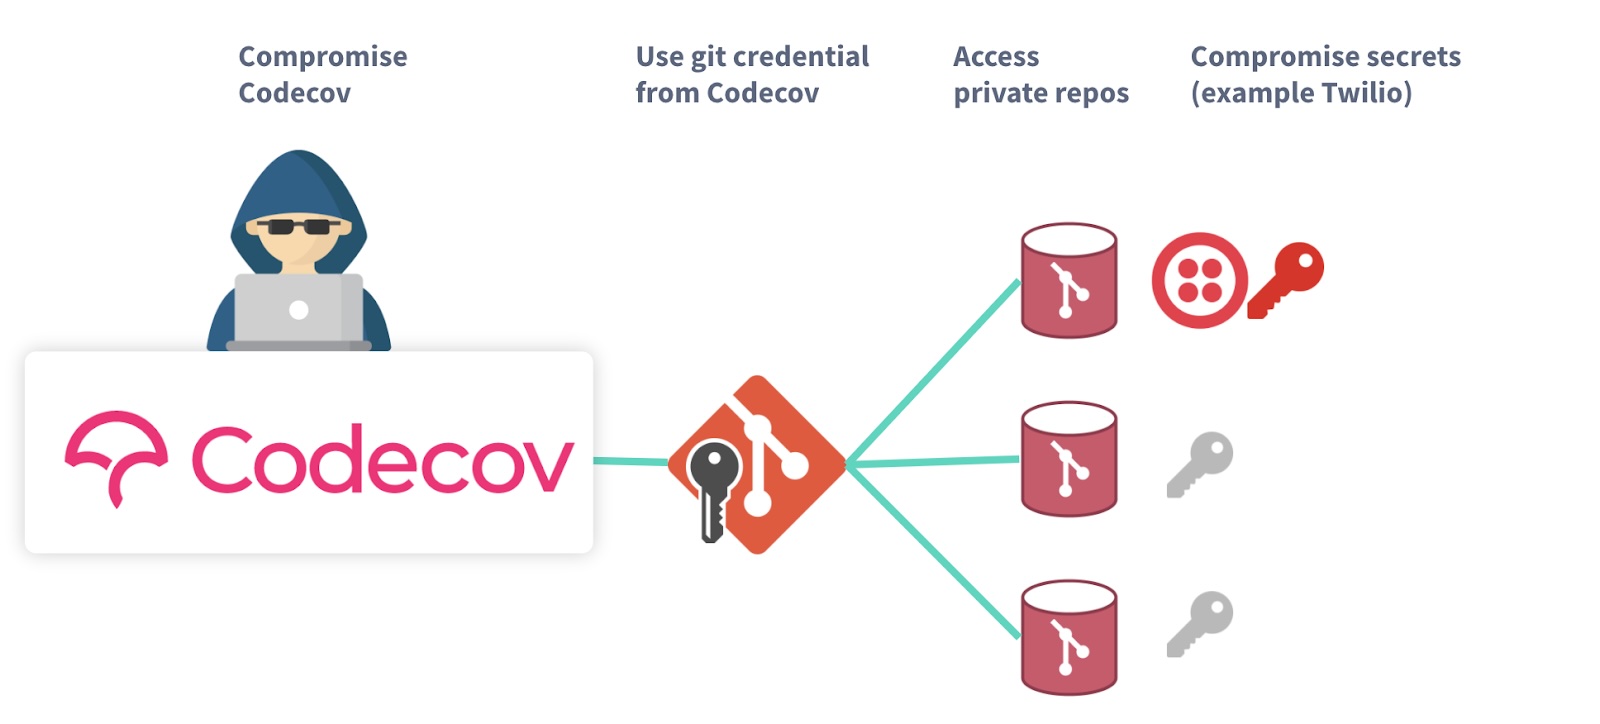 Compromise
Codecov
Use git credential
from Codecov
Access
private repos
Compromise secrets
(example Twilio)
Codecov